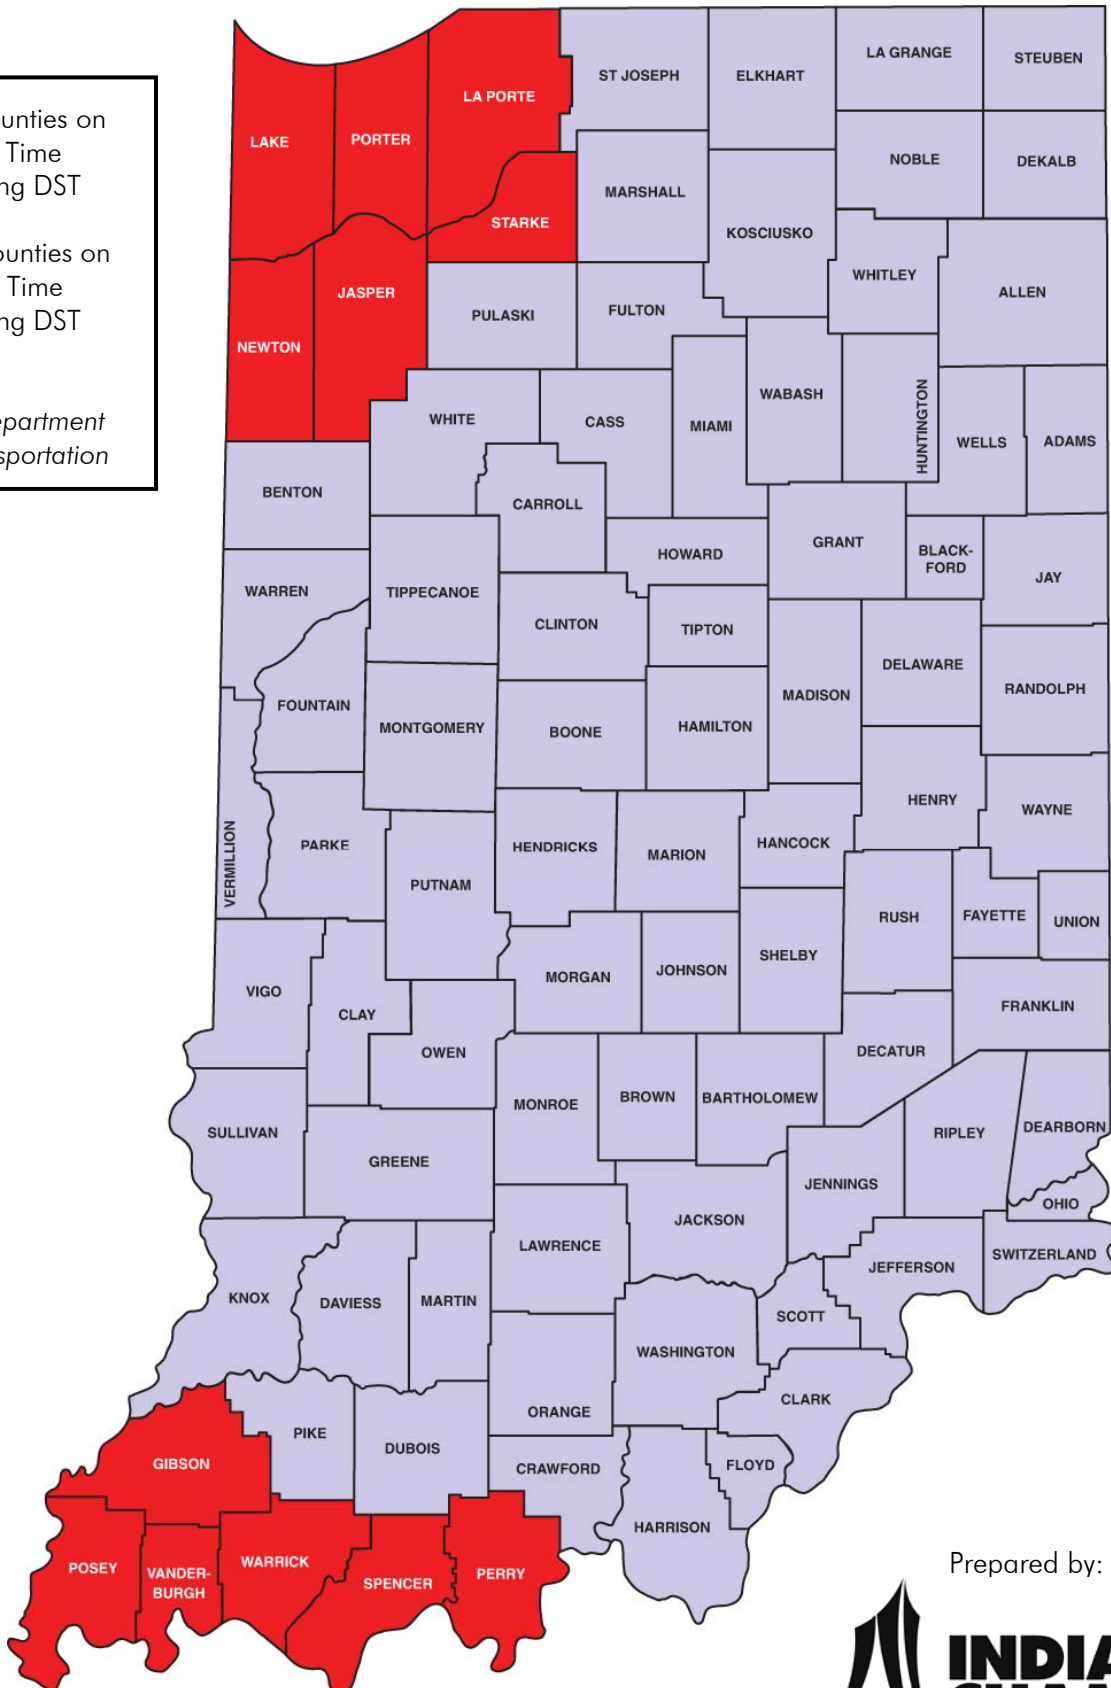 ST JOSEPH
ELKHART
LA GRANGE
STEUBEN
LA PORTE
LAKE
PORTER
NOBLE
DEKALB
MARSHALL
STARKE
KOSCIUSKO
WHITLEY
ALLEN
JASPER
PULASKI
FULTON
NEWTON
WHITE
CASS
MIAMI
WABASH
HUNTINGTON
WELLS
ADAMS
BENTON
CARROLL
HOWARD
GRANT
BLACK-
FORD
JAY
WARREN
TIPPECANOE
CLINTON
TIPTON
MADISON
DELAWARE
RANDOLPH
FOUNTAIN
MONTGOMERY
BOONE
HAMILTON
HENRY
WAYNE
VERMILLION
PARKE
PUTNAM
HENDRICKS
MARION
HANCOCK
RUSH
FAYETTE
UNION
SHELBY
VIGO
CLAY
MORGAN
JOHNSON
FRANKLIN
OWEN
DECATUR
MONROE
BROWN
BARTHOLOMEW
SULLIVAN
GREENE
RIPLEY
DEARBORN
JENNINGS
OHIO
JACKSON
LAWRENCE
SWITZERLAND
JEFFERSON
KNOX
DAVIESS
MARTIN
SCOTT
WASHINGTON
CLARK
ORANGE
PIKE
DUBOIS
CRAWFORD
FLOYD
GIBSON
HARRISON
POSEY
VANDER-
BURGH
WARRICK
SPENCER
PERRY
unties on
Time
ng DST
ounties on
Time
ng DST
epartment
sportation
Prepared by:
INDIA